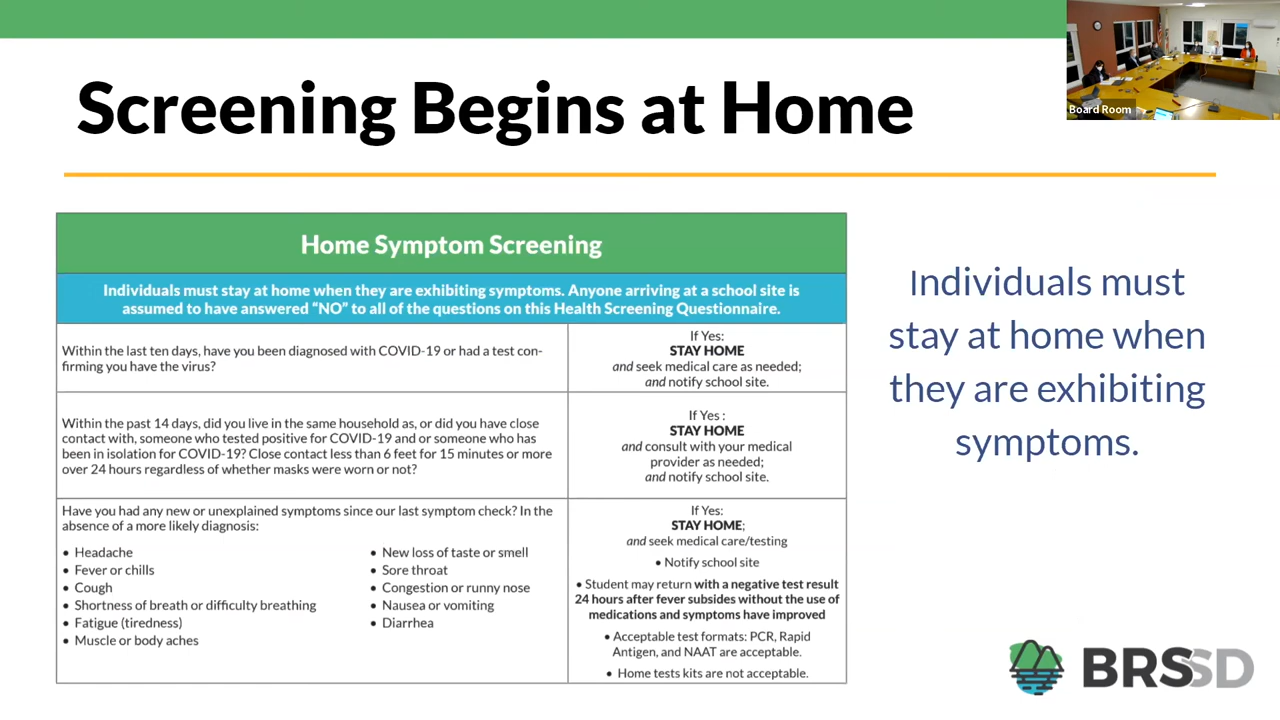 Screening Begins at Home
Board Room
Home Symptom Screening
Individuals must stay at home when they are exhibiting symptoms. Anyone arriving at a school site is
assumed to have answered “NO” to all of the questions on this Health Screening Questionnaire.
Within the last ten days, have you been diagnosed with COVID-19 or had a test con-
firming you have the virus?
If Yes:
STAY HOME
and seek medical care as needed;
and notify school site.
Within the past 14 days, did you live in the same household as, or did you have close
contact with, someone who tested positive for COVID-19 and or someone who has
been in isolation for COVID-19? Close contact less than 6 feet for 15 minutes or more
over 24 hours regardless of whether masks were worn or not?
If Yes :
STAY HOME
and consult with your medical
provider as needed;
and notify school site.
Have you had any new or unexplained symptoms since our last symptom check? In the
absence of a more likely diagnosis:
• Headache
• Fever or chills
• Cough
• Shortness of breath or difficulty breathing
• Fatigue (tiredness)
• Muscle or body aches
• New loss of taste or smell
• Sore throat
• Congestion or runny nose
• Nausea or vomiting
• Diarrhea
If Yes:
STAY HOME;
and seek medical care/testing
• Notify school site
• Student may return with a negative test result
24 hours after fever subsides without the use of
medications and symptoms have improved
• Acceptable test formats: PCR, Rapid
Antigen, and NAAT are acceptable.
• Home tests kits are not acceptable.
Individuals must
stay at home when
they are exhibiting
symptoms.
BRSSD